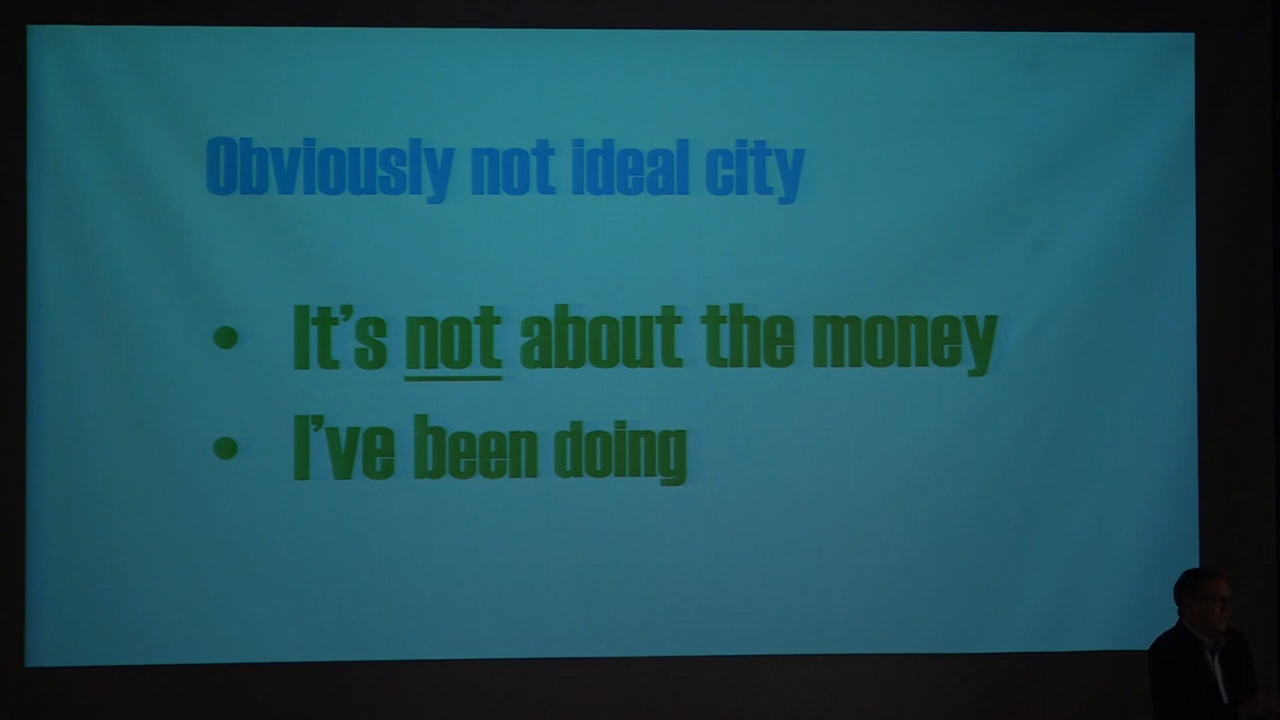 Obviously not ideal city
• It's not about the money
• I've been doing